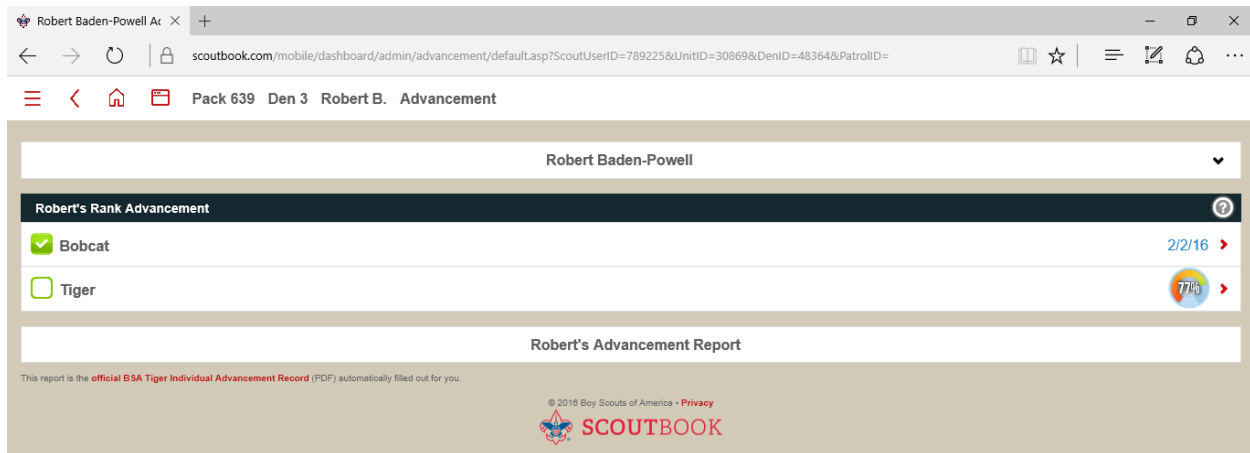 Robert Baden-Powell Ac
scoutbook.com/mobile/dashboard/admin/advancement/default.asp?ScoutUserID=789225&UnitID=30869&DenID=48364&PatrolID=
Pack 639 Den 3 Robert B. Advancement
Robert Baden-Powell
Robert's Rank Advancement
Bobcat 2/2/16
Tiger 77%
Robert's Advancement Report
This report is the official BSA Tiger Individual Advancement Record (PDF) automatically filled out for you.
© 2016 Boy Scouts of America - Privacy
SCOUTBOOK